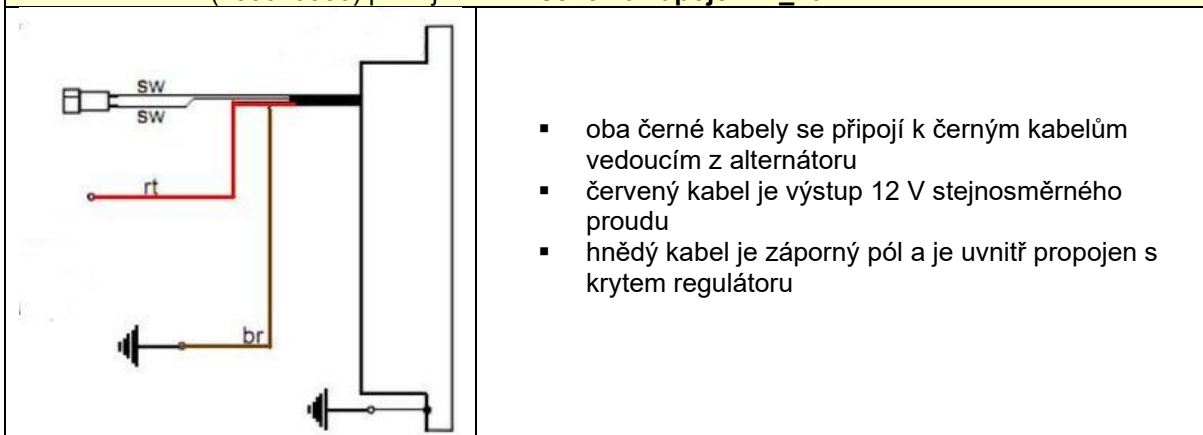 sw
sw
rt
br
▪ oba černé kabely se připojí k černým kabelům
vedoucím z alternátoru
▪ červený kabel je výstup 12 V stejnosměrného
proudu
▪ hnědý kabel je záporný pól a je uvnitř propojen s
krytem regulátoru